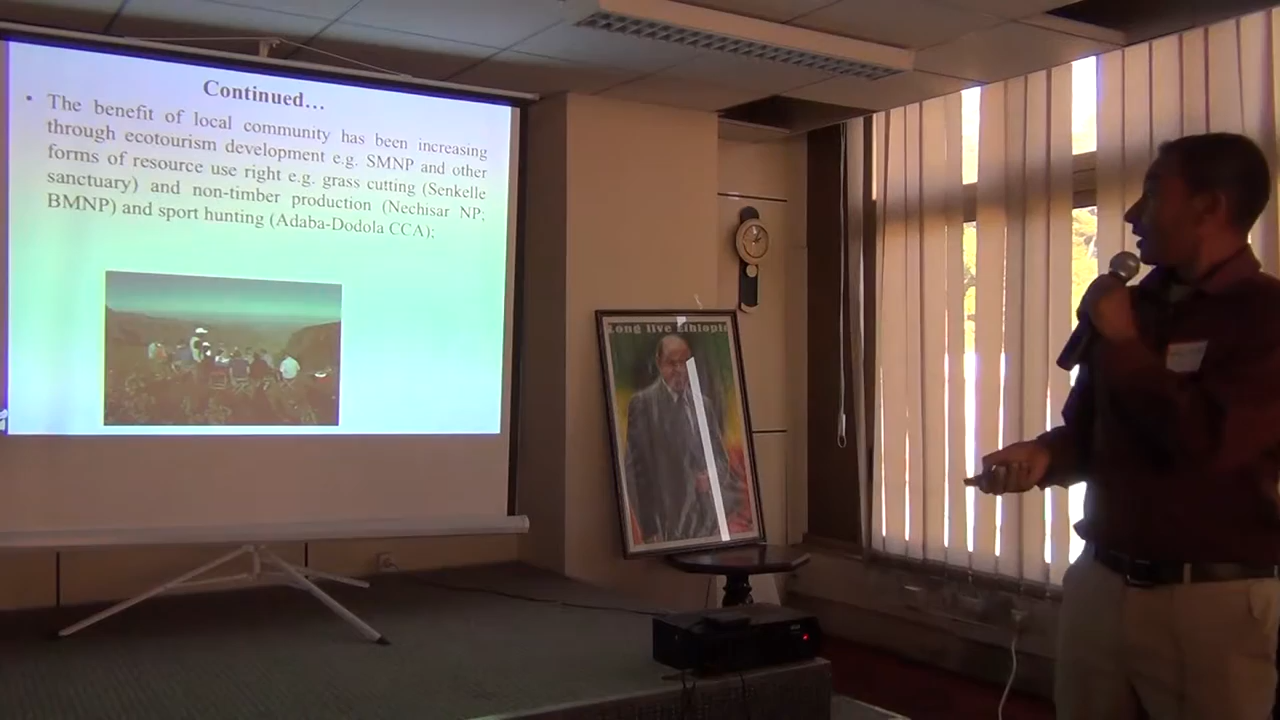 Continued...
• The benefit of local community has been increasing
through ecotourism development e.g. SMNP and other
forms of resource use right e.g. grass cutting (Senkelle
sanctuary) and non-timber production (Nechisar NP;
BMNP) and sport hunting (Adaba-Dodola CCA);
Long live Ethiopia